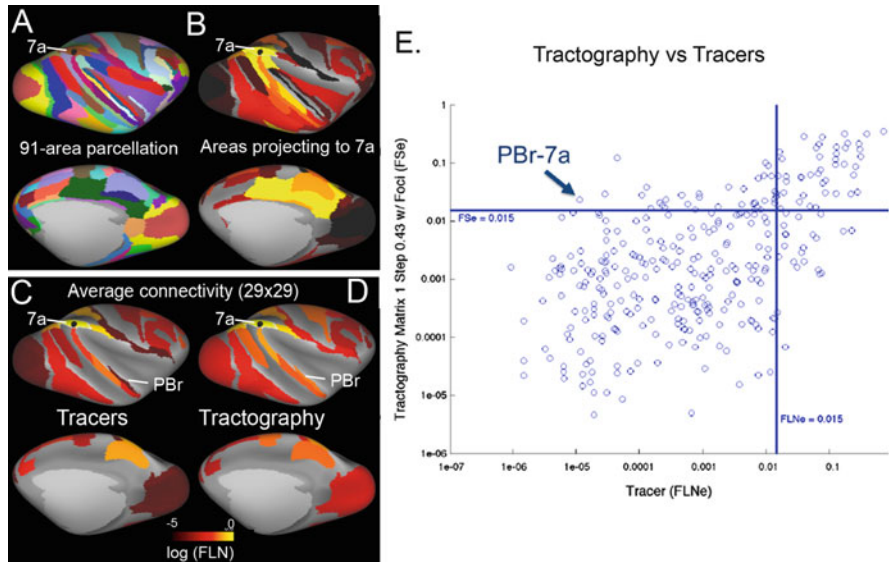 A
B
7a
7a
91-area parcellation
Areas projecting to 7a
C
Average connectivity (29x29)
D
7a
7a
PBr
PBr
Tracers
Tractography
-5
0
log (FLN)
E.
Tractography vs Tracers
Tractography Matrix 1 Step 0.43 w/ Foci (FSe)
1
0.1
0.01
0.001
0.0001
1e-05
1e-06
PBr-7a
FSe = 0.015
FLNe = 0.015
1e-07
1e-06
1e-05
0.0001
0.001
0.01
0.1
Tracer (FLNe)